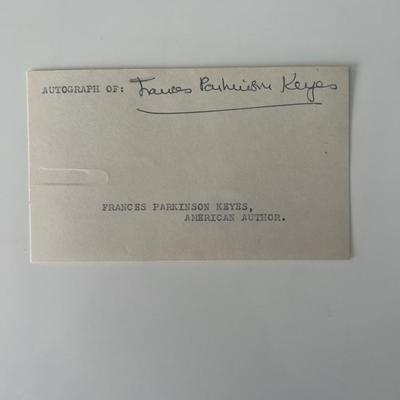 AUTOGRAPH OF: Frances Parkinson Keyes
FRANCES PARKINSON KEYES,
AMERICAN AUTHOR.